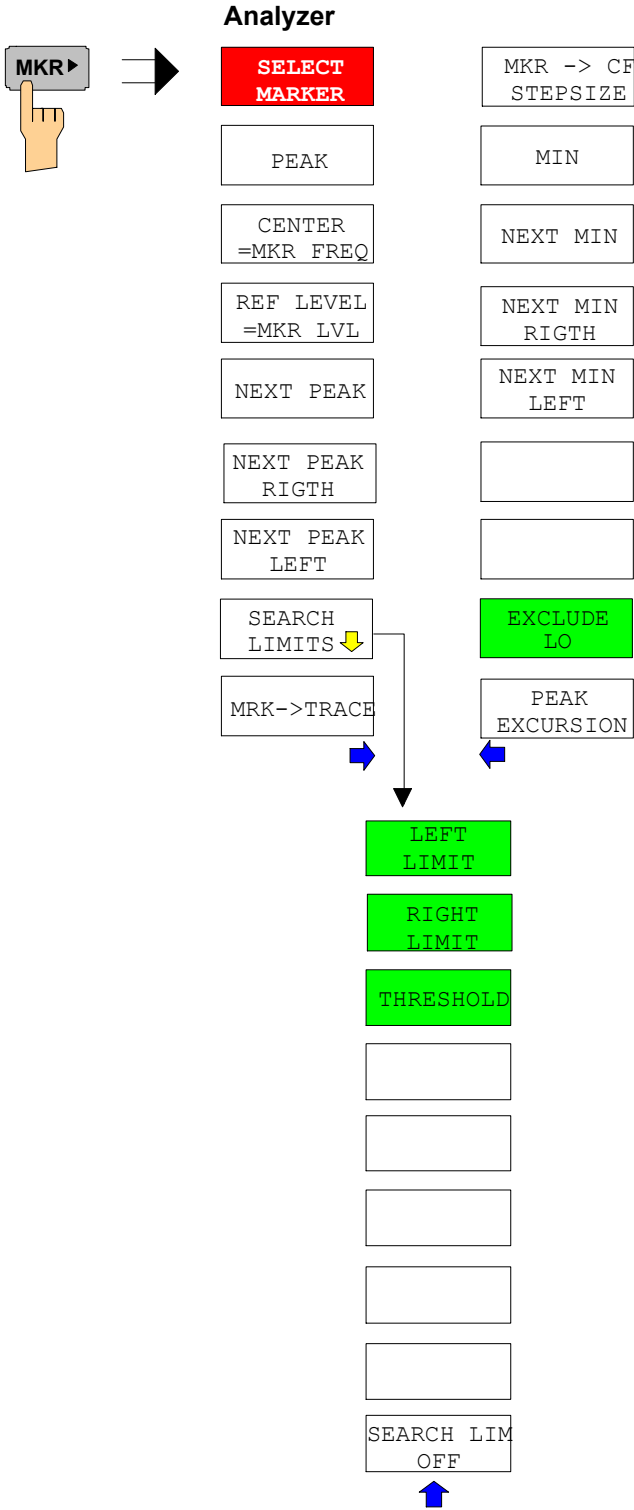 Analyzer
MKR
SELECT
MARKER
PEAK
CENTER
=MKR FREQ
REF LEVEL
=MKR LVL
NEXT PEAK
NEXT PEAK
RIGTH
NEXT PEAK
LEFT
SEARCH
LIMITS
MRK->TRACE
MKR -> CF
STEPSIZE
MIN
NEXT MIN
NEXT MIN
RIGTH
NEXT MIN
LEFT
EXCLUDE
LO
PEAK
EXCURSION
LEFT
LIMIT
RIGHT
LIMIT
THRESHOLD
SEARCH LIM
OFF